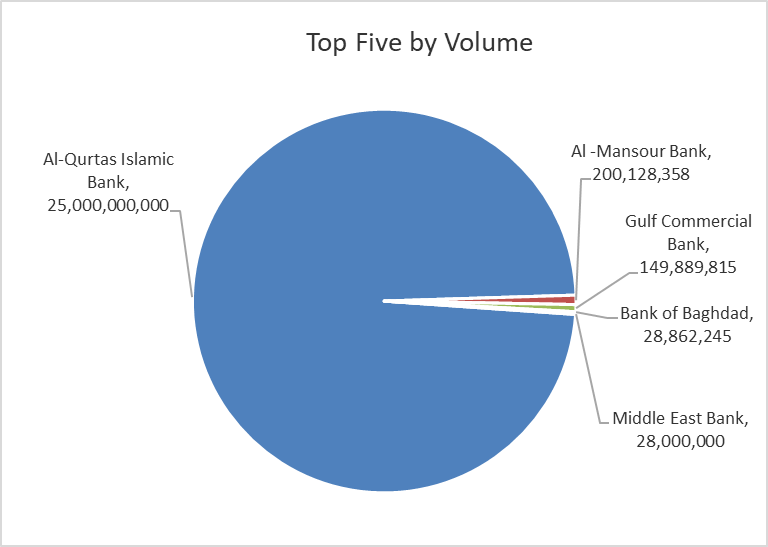 Top Five by Volume
Al-Qurtas Islamic
Bank,
25,000,000,000
Al -Mansour Bank,
200,128,358
Gulf Commercial
Bank,
149,889,815
Bank of Baghdad,
28,862,245
Middle East Bank,
28,000,000